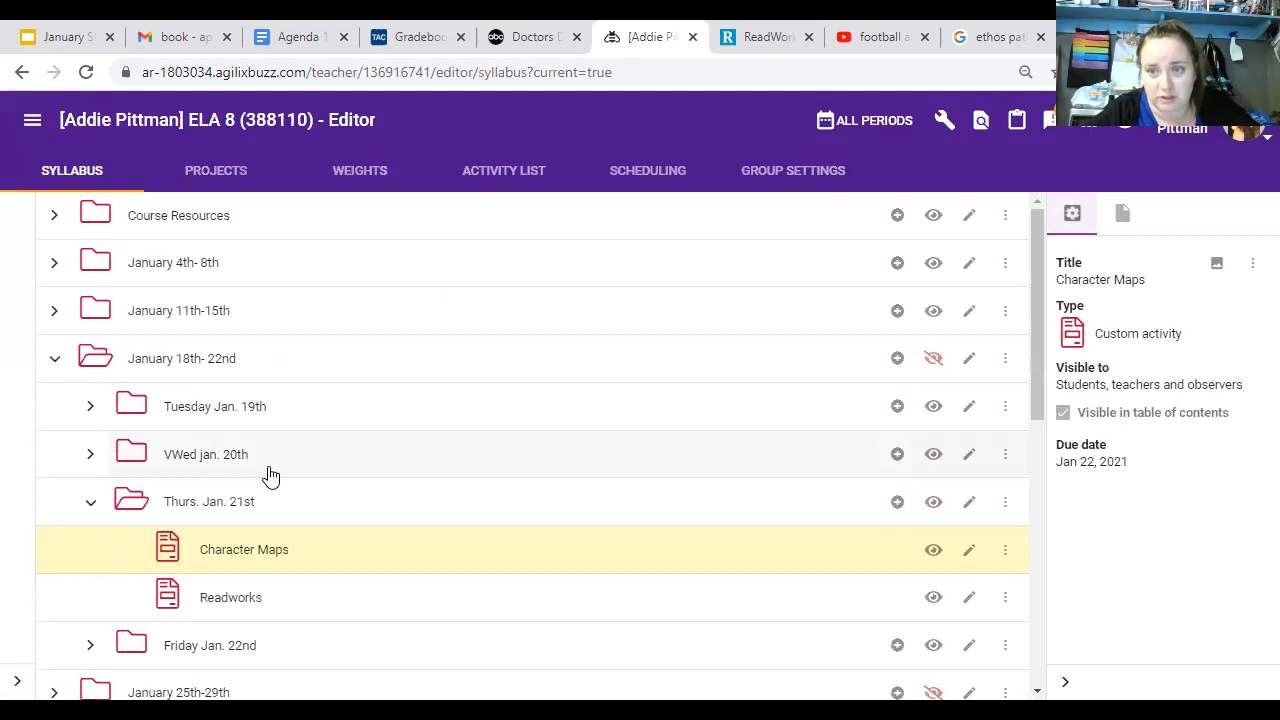 January S
book - ap
Agenda 1
TAC
Gradeboo
abc
Doctors D
[Addie Pi
R
ReadWor
football a
ethos pat
ar-1803034.agilixbuzz.com/teacher/136916741/editor/syllabus?current=true
[Addie Pittman] ELA 8 (388110) - Editor
ALL PERIODS
Pittman
SYLLABUS
PROJECTS
WEIGHTS
ACTIVITY LIST
SCHEDULING
GROUP SETTINGS
Course Resources
January 4th- 8th
January 11th-15th
January 18th- 22nd
Tuesday Jan. 19th
VWed jan. 20th
Thurs. Jan. 21st
Character Maps
Readworks
Friday Jan. 22nd
January 25th-29th
Title
Character Maps
Type
Custom activity
Visible to
Students, teachers and observers
Visible in table of contents
Due date
Jan 22, 2021